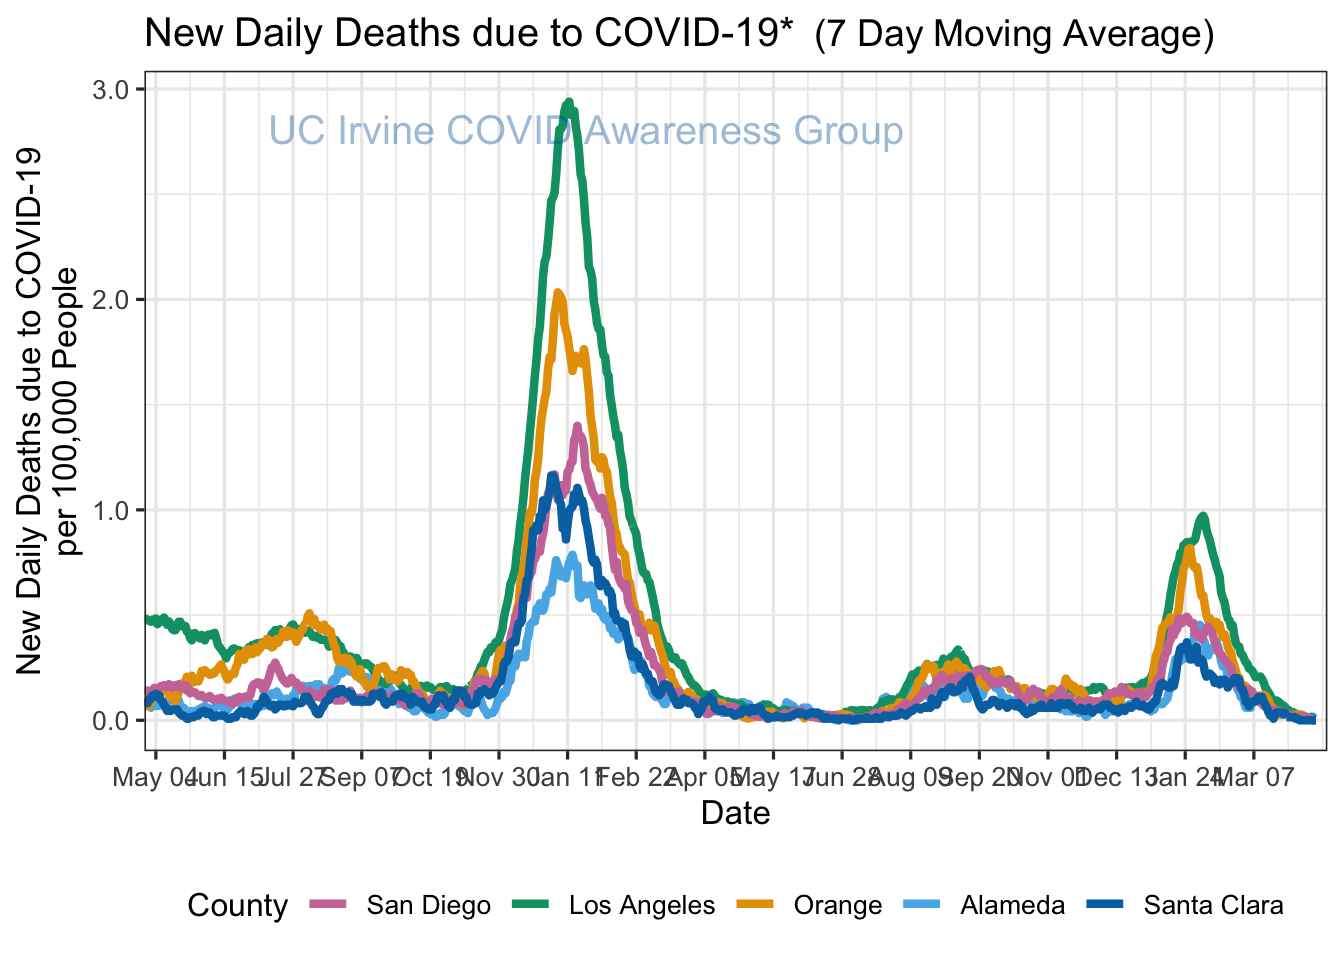 New Daily Deaths due to COVID-19* (7 Day Moving Average)
UC Irvine COVID Awareness Group
New Daily Deaths due to COVID-19
per 100,000 People
3.0
2.0
1.0
0.0
May 04 Jun 15 Jul 27 Sep 07 Oct 19 Nov 30 Jan 11 Feb 22 Apr 05 May 17 Jun 28 Aug 09 Sep 20 Nov 01 Dec 13 Jan 24 Mar 07
Date
County San Diego Los Angeles Orange Alameda Santa Clara